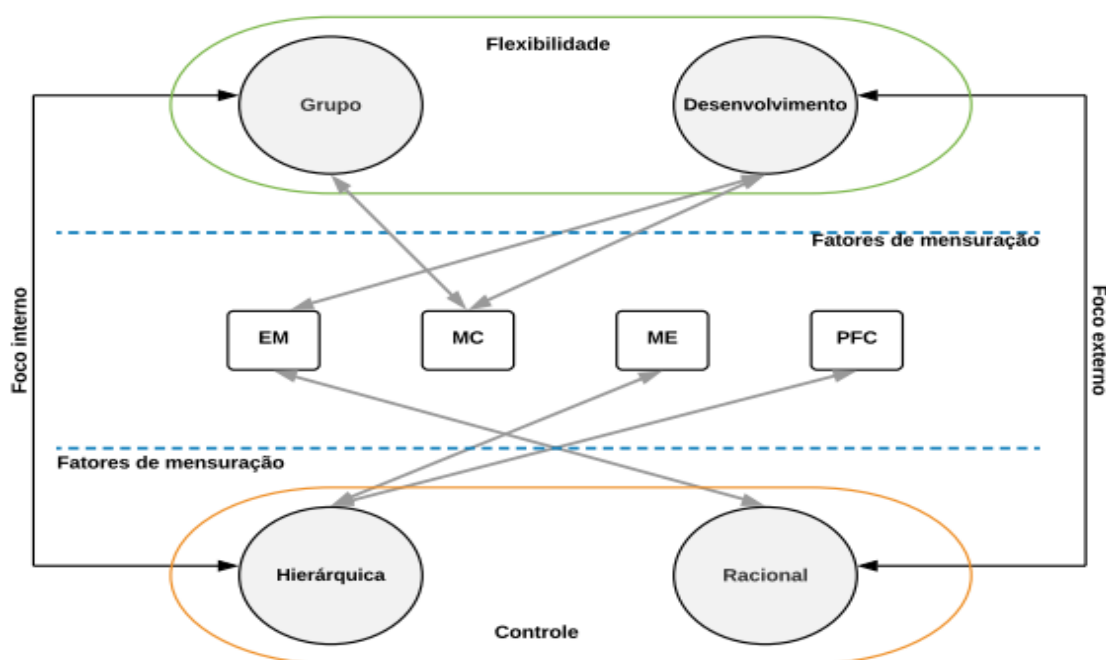 Flexibilidade
Grupo
Desenvolvimento
Fatores de mensuração
Foco interno
EM
MC
ME
PFC
Foco externo
Fatores de mensuração
Hierárquica
Racional
Controle